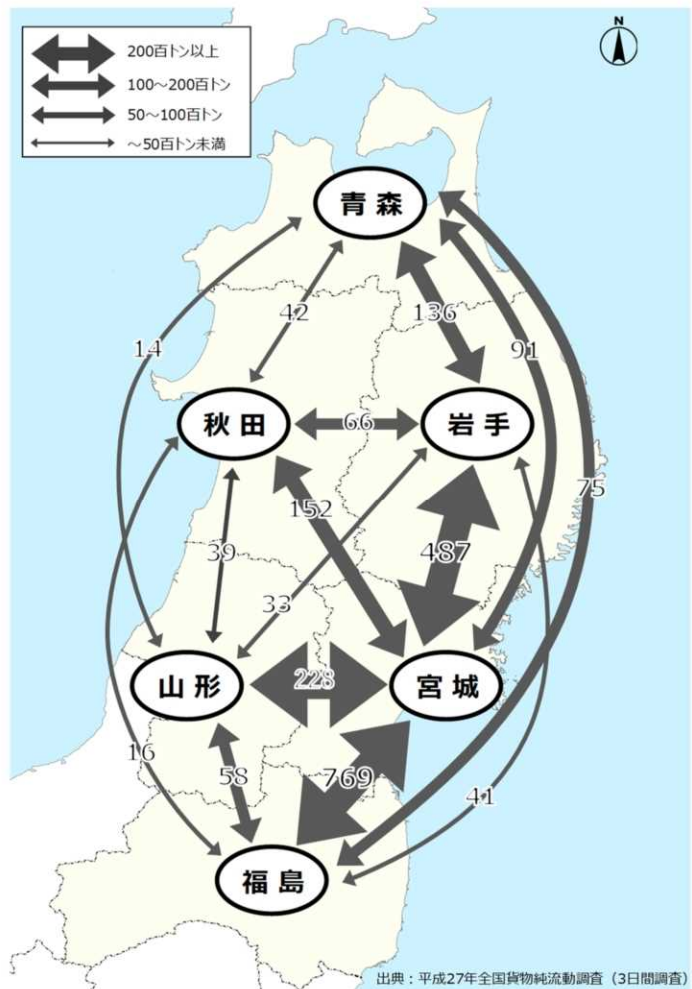 N
200百トン以上
100～200百トン
50～100百トン
～50百トン未満
青森
42
136
14
91
秋田
66
岩手
75
152
39
487
33
山形
228
宮城
16
58
769
41
福島
出典：平成27年全国貨物純流動調査（3日間調査）